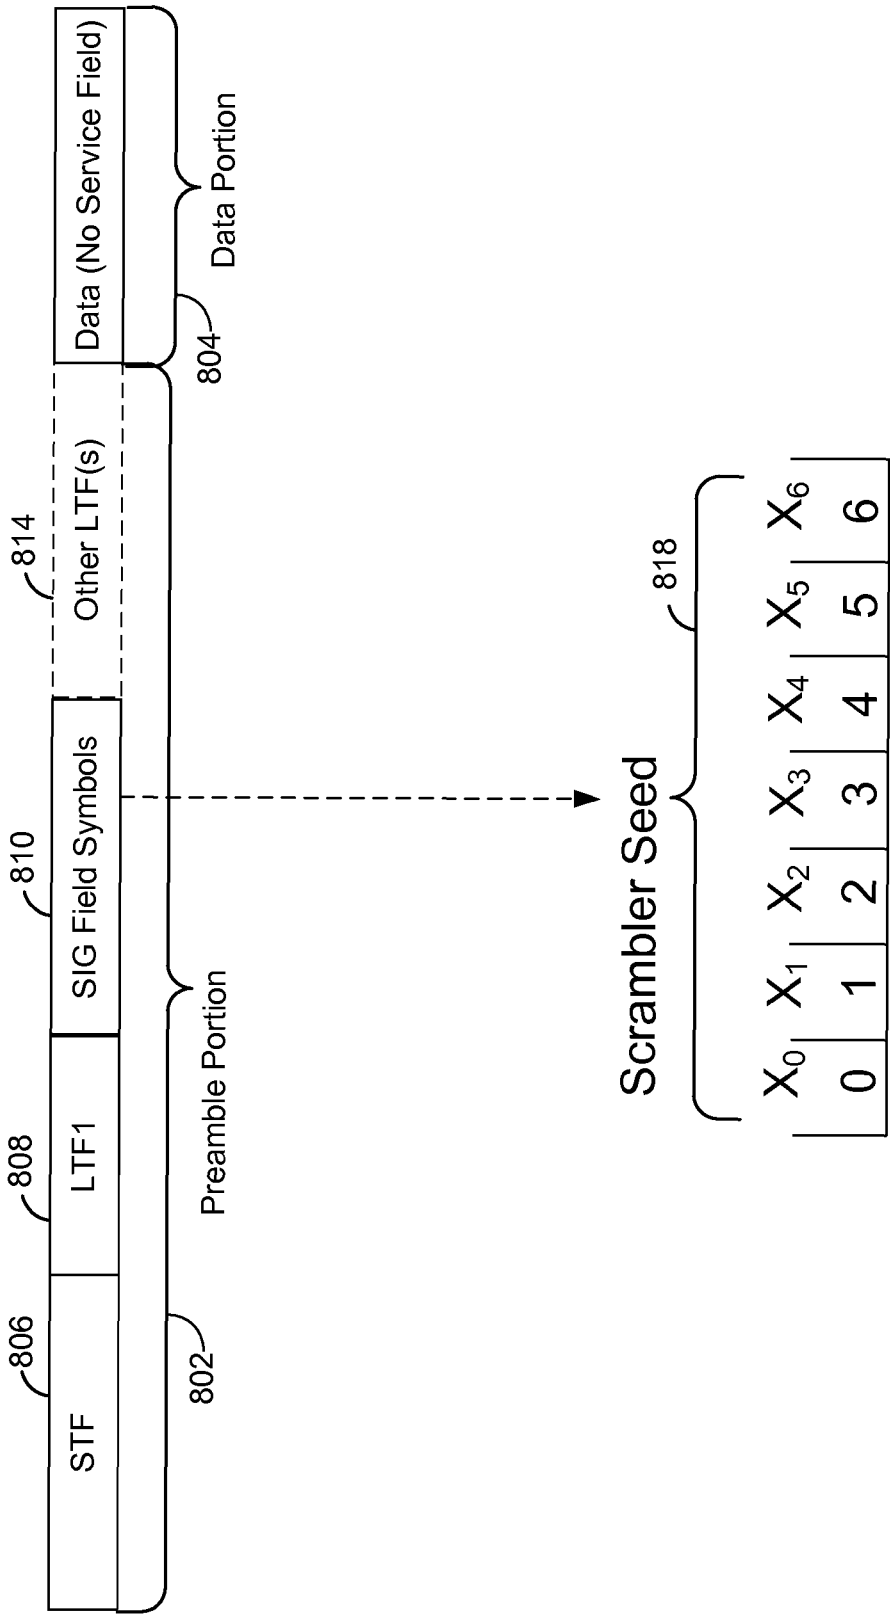 806
808
810
814
STF
LTF1
SIG Field Symbols
Other LTF(s)
Data (No Service Field)
802
Preamble Portion
804
Data Portion
Scrambler Seed
818
X0 X1 X2 X3 X4 X5 X6
0 1 2 3 4 5 6